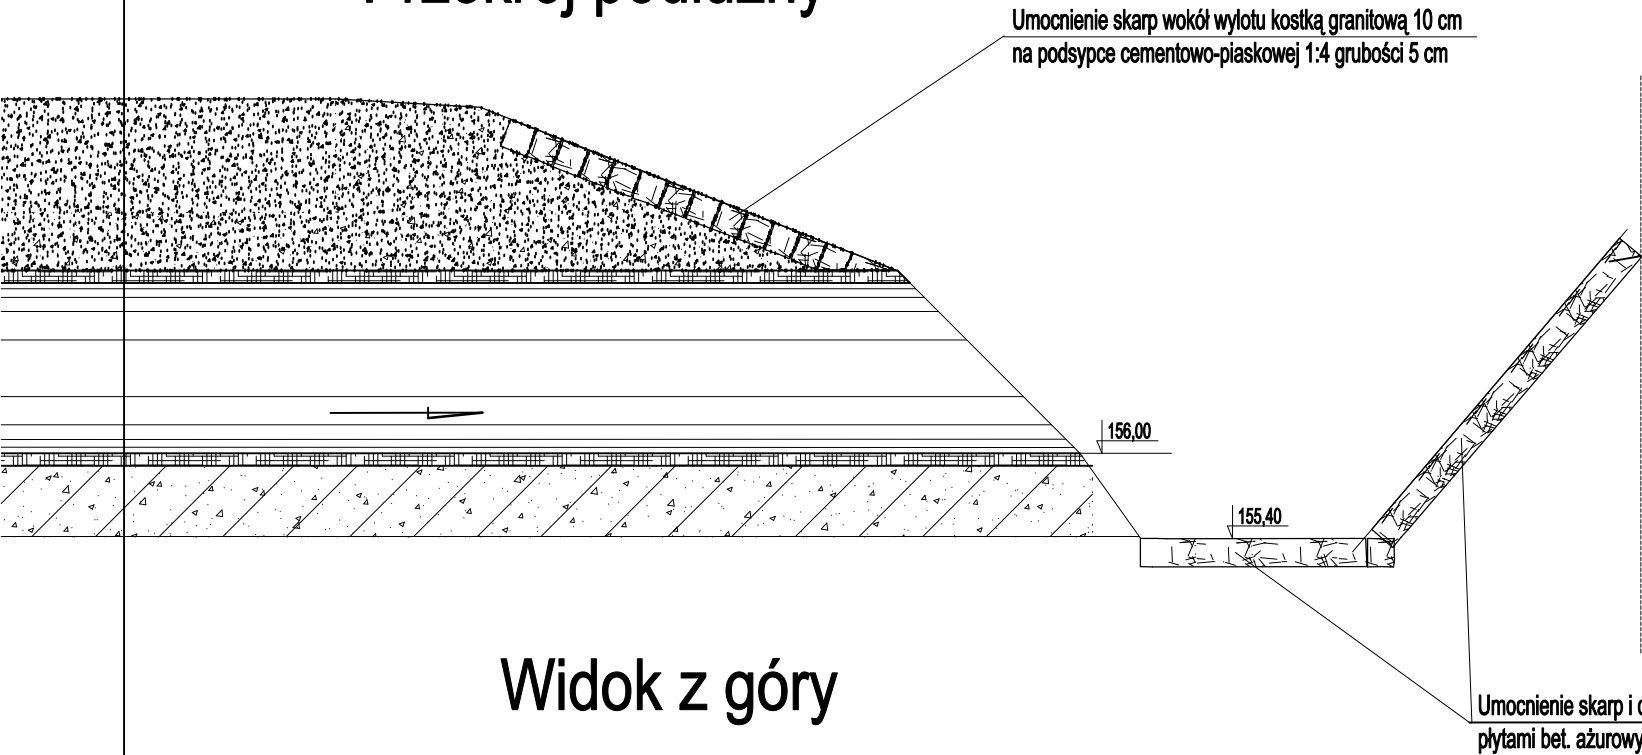 Umocnienie skarp wokół wylotu kostką granitową 10 cm
na podsypce cementowo-piaskowej 1:4 grubości 5 cm
156,00
155,40
Widok z góry
Umocnienie skarp i
płytami bet.